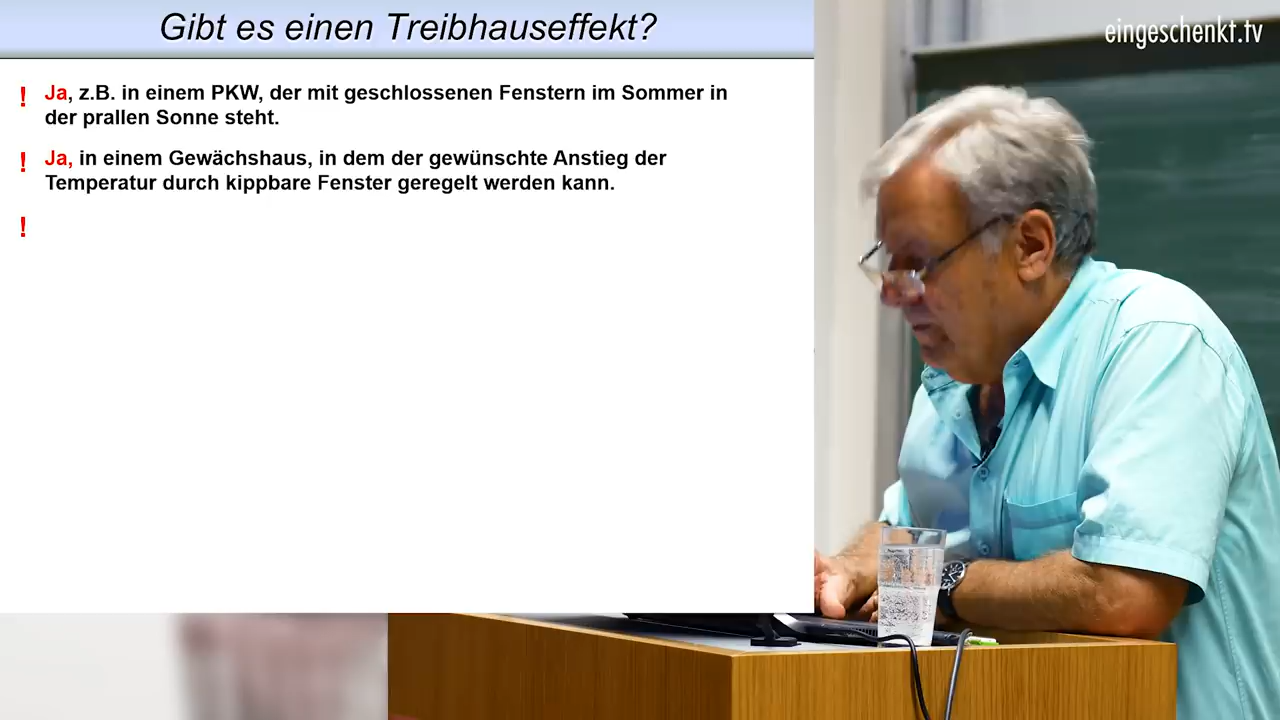 Gibt es einen Treibhauseffekt?
eingeschenkt.tv
! Ja, z.B. in einem PKW, der mit geschlossenen Fenstern im Sommer in
der prallen Sonne steht.
! Ja, in einem Gewächshaus, in dem der gewünschte Anstieg der
Temperatur durch kippbare Fenster geregelt werden kann.
!